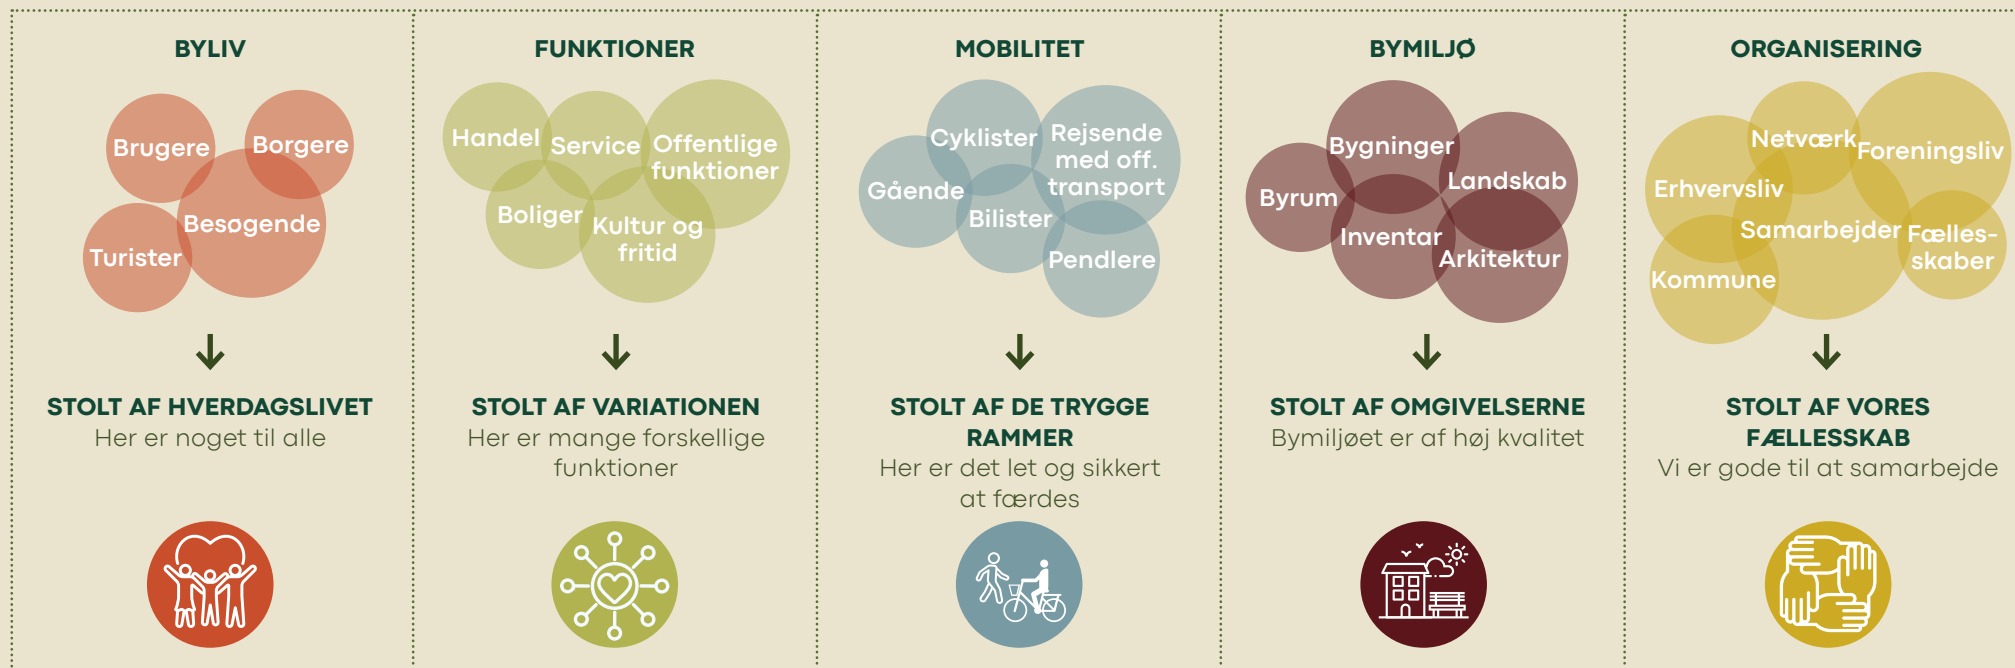 BYLIV
Brugere
Borgere
Besøgende
Turister
STOLT AF HVERDAGSLIVET
Her er noget til alle
FUNKTIONER
Handel
Service
Offentlige
funktioner
Boliger
Kultur og
fritid
STOLT AF VARIATIONEN
Her er mange forskellige
funktioner
MOBILITET
Cyklister
Rejsende
med off.
transport
Gående
Bilister
Pendlere
STOLT AF DE TRYGGE
RAMMER
Her er det let og sikkert
at færdes
BYMILJØ
Bygninger
Landskab
Byrum
Inventar
Arkitektur
STOLT AF OMGIVELSERNE
Bymiljøet er af høj kvalitet
ORGANISERING
Netværk
Foreningsliv
Erhvervsliv
Samarbejder
Fælles-
skaber
Kommune
STOLT AF VORES
FÆLLESSKAB
Vi er gode til at samarbejde